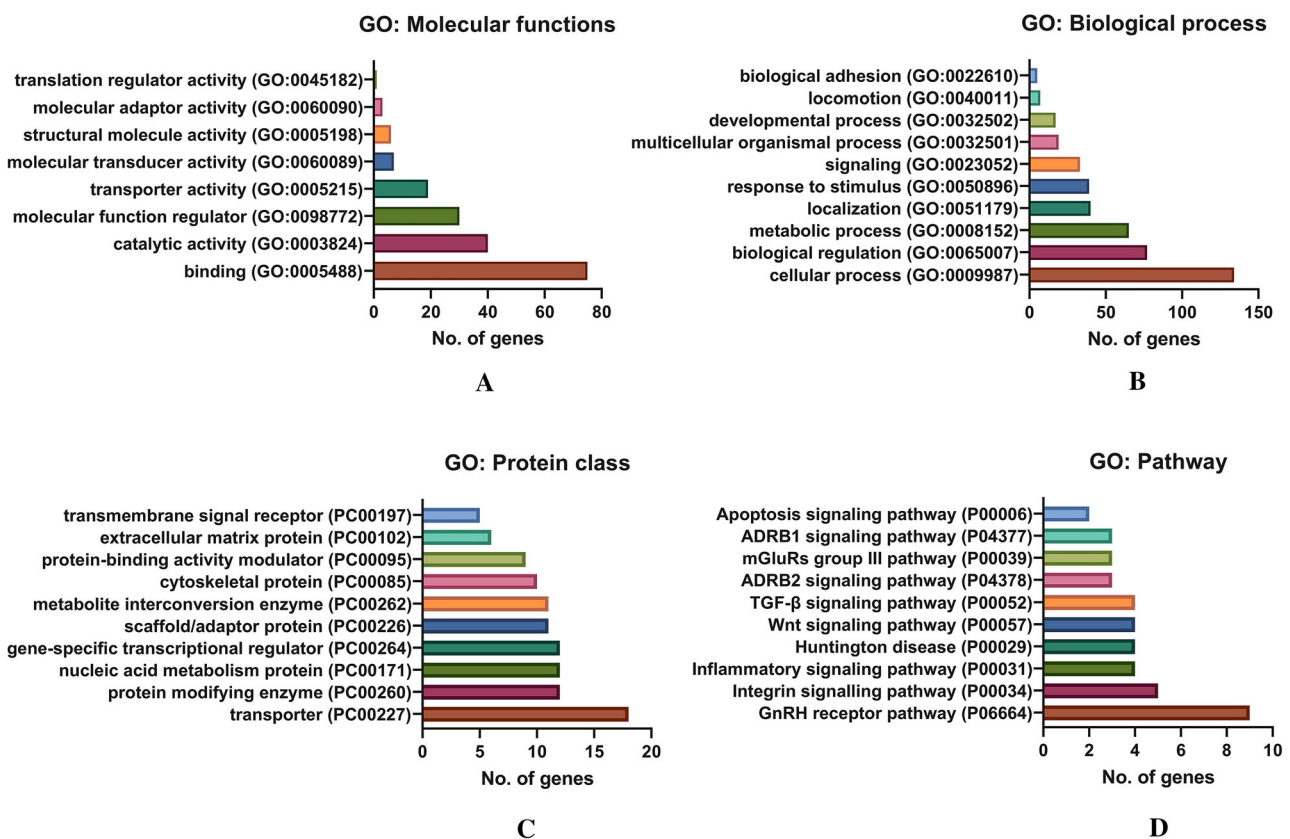 GO: Molecular functions
translation regulator activity (GO:0045182)
molecular adaptor activity (GO:0060090)
structural molecule activity (GO:0005198)
molecular transducer activity (GO:0060089)
transporter activity (GO:0005215)
molecular function regulator (GO:0098772)
catalytic activity (GO:0003824)
binding (GO:0005488)
0 20 40 60 80
No. of genes
A
GO: Biological process
biological adhesion (GO:0022610)
locomotion (GO:0040011)
developmental process (GO:0032502)
multicellular organismal process (GO:0032501)
signaling (GO:0023052)
response to stimulus (GO:0050896)
localization (GO:0051179)
metabolic process (GO:0008152)
biological regulation (GO:0065007)
cellular process (GO:0009987)
0 50 100 150
No. of genes
B
GO: Protein class
transmembrane signal receptor (PC00197)
extracellular matrix protein (PC00102)
protein-binding activity modulator (PC00095)
cytoskeletal protein (PC00085)
metabolite interconversion enzyme (PC00262)
scaffold/adaptor protein (PC00226)
gene-specific transcriptional regulator (PC00264)
nucleic acid metabolism protein (PC00171)
protein modifying enzyme (PC00260)
transporter (PC00227)
0 5 10 15 20
No. of genes
C
GO: Pathway
Apoptosis signaling pathway (P00006)
ADRB1 signaling pathway (P04377)
mGluRs group III pathway (P00039)
ADRB2 signaling pathway (P04378)
TGF-β signaling pathway (P00052)
Wnt signaling pathway (P00057)
Huntington disease (P00029)
Inflammatory signaling pathway (P00031)
Integrin signalling pathway (P00034)
GnRH receptor pathway (P06664)
0 2 4 6 8 10
No. of genes
D